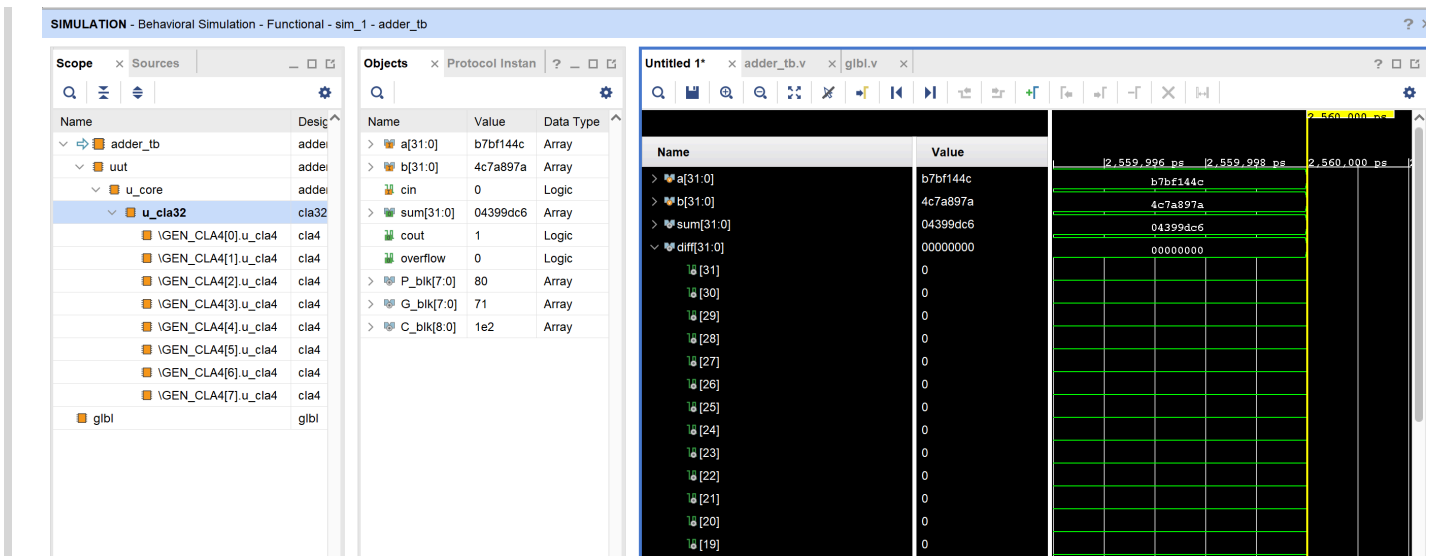 SIMULATION - Behavioral Simulation - Functional - sim_1 - adder_tb ?
Scope × Sources
Name Desig
adder_tb adde
uut adde
u_core adde
u_cla32 cla32
\GEN_CLA4[0].u_cla4 cla4
\GEN_CLA4[1].u_cla4 cla4
\GEN_CLA4[2].u_cla4 cla4
\GEN_CLA4[3].u_cla4 cla4
\GEN_CLA4[4].u_cla4 cla4
\GEN_CLA4[5].u_cla4 cla4
\GEN_CLA4[6].u_cla4 cla4
\GEN_CLA4[7].u_cla4 cla4
glbl glbl
Objects × Protocol Instan ?
Name Value Data Type
a[31:0] b7bf144c Array
b[31:0] 4c7a897a Array
cin 0 Logic
sum[31:0] 04399dc6 Array
cout 1 Logic
overflow 0 Logic
P_blk[7:0] 80 Array
G_blk[7:0] 71 Array
C_blk[8:0] 1e2 Array
Untitled 1* × adder_tb.v × glbl.v × ?
2,560,000 ps
Name Value
2,559,996 ps 2,559,998 ps 2,560,000 ps
a[31:0] b7bf144c b7bf144c
b[31:0] 4c7a897a 4c7a897a
sum[31:0] 04399dc6 04399dc6
diff[31:0] 00000000 00000000
[31] 0
[30] 0
[29] 0
[28] 0
[27] 0
[26] 0
[25] 0
[24] 0
[23] 0
[22] 0
[21] 0
[20] 0
[19] 0